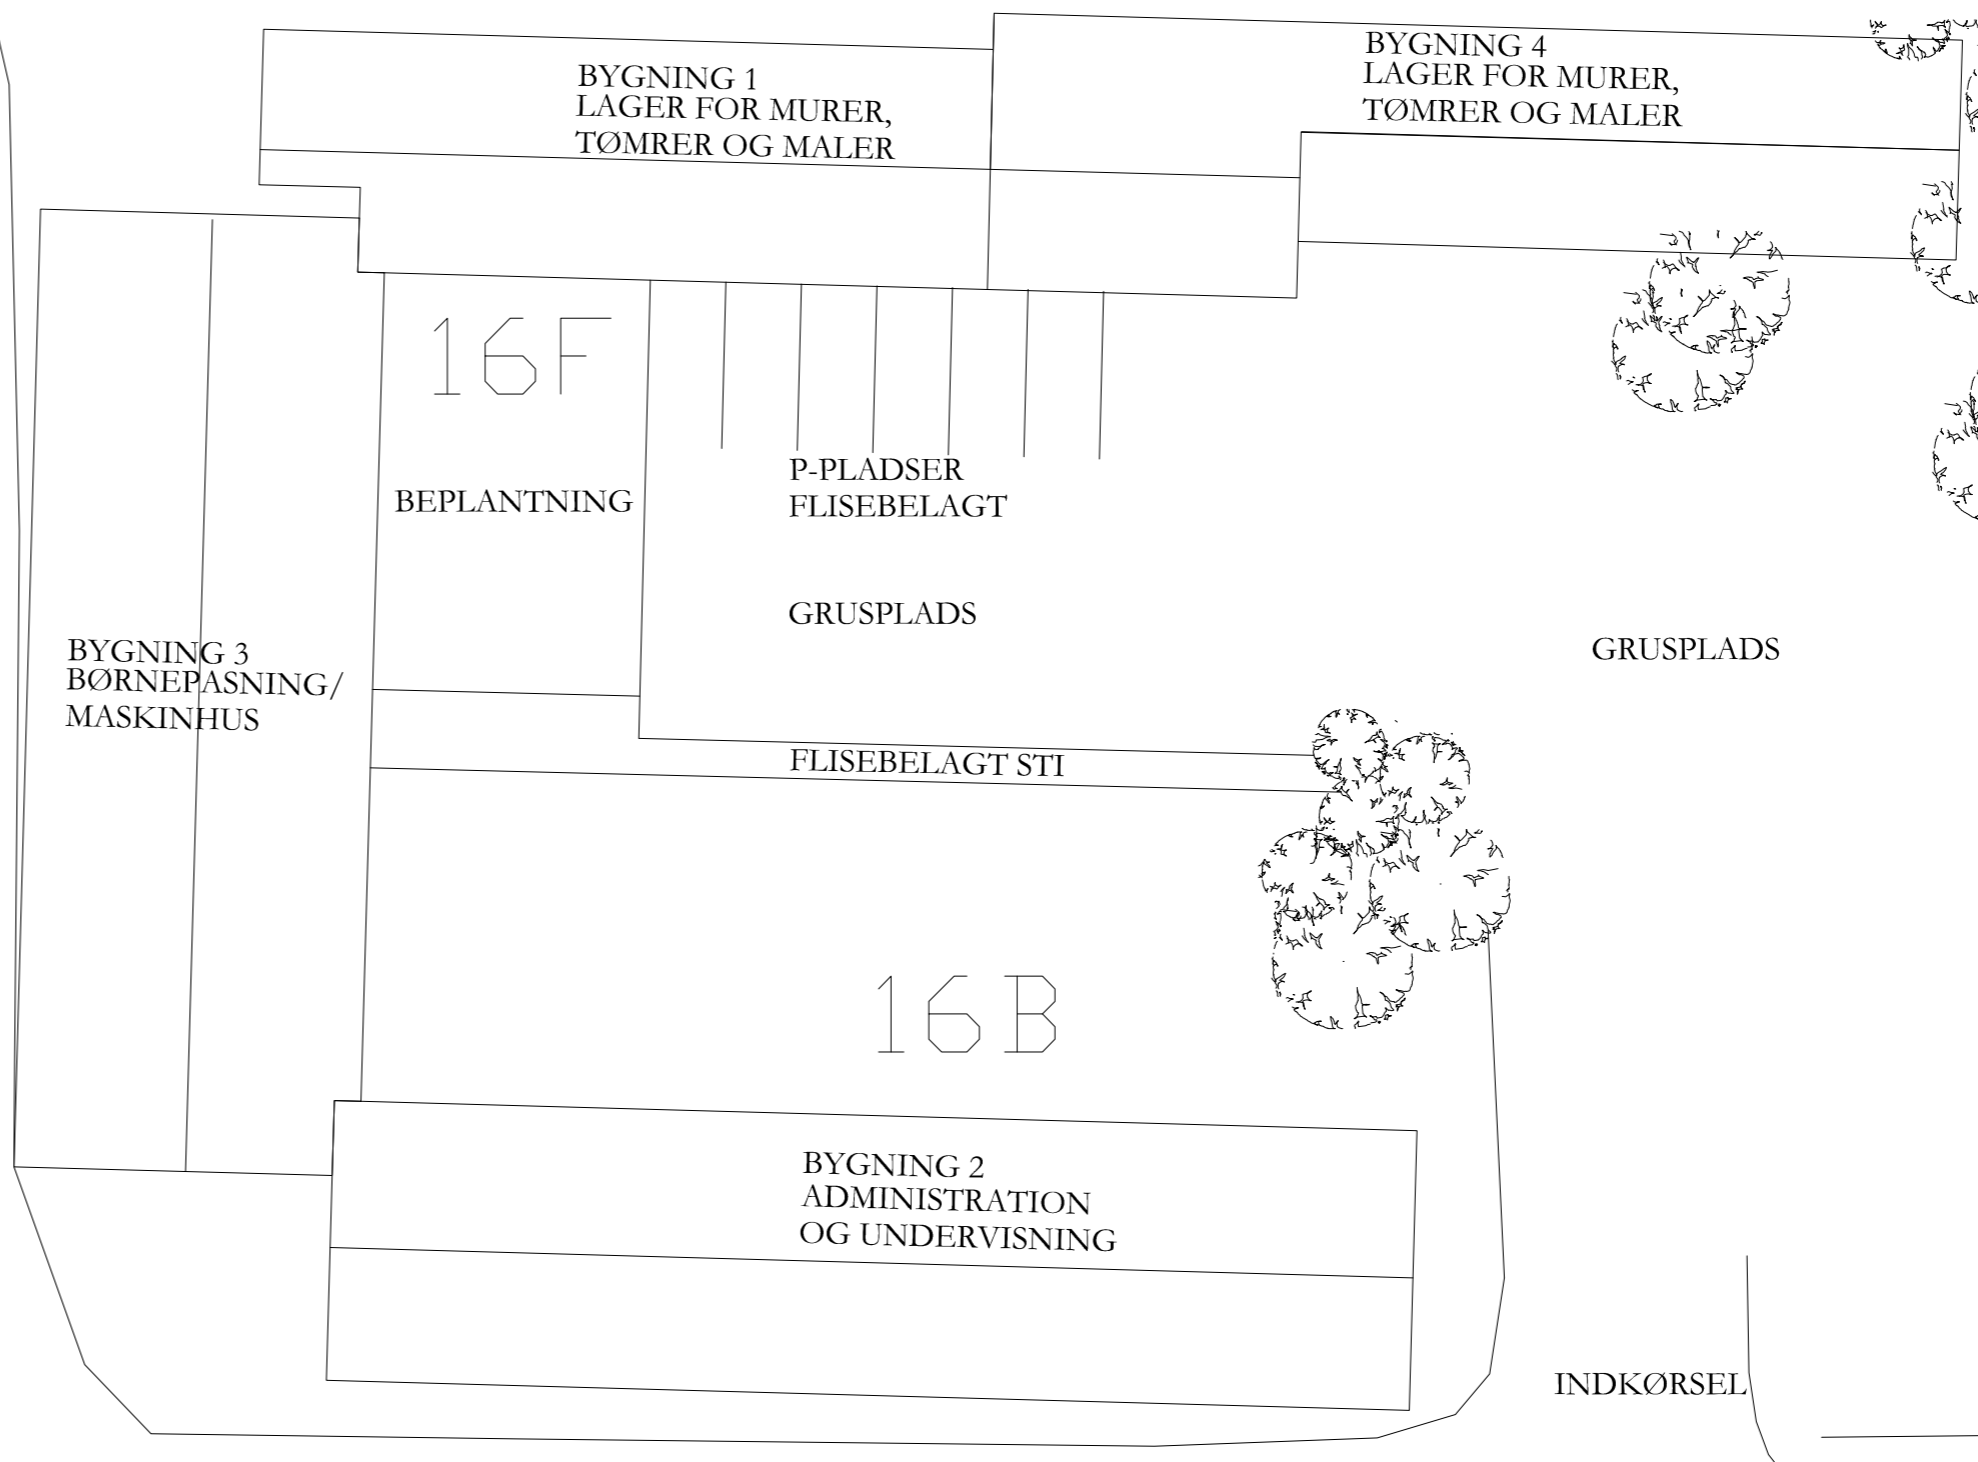 BYGNING 1
LAGER FOR MURER,
TØMRER OG MALER
BYGNING 4
LAGER FOR MURER,
TØMRER OG MALER
16F
BEPLANTNING
P-PLADSER
FLISEBELAGT
GRUSPLADS
GRUSPLADS
BYGNING 3
BØRNEPASNING/
MASKINHUS
FLISEBELAGT STI
16B
BYGNING 2
ADMINISTRATION
OG UNDERVISNING
INDKØRSEL